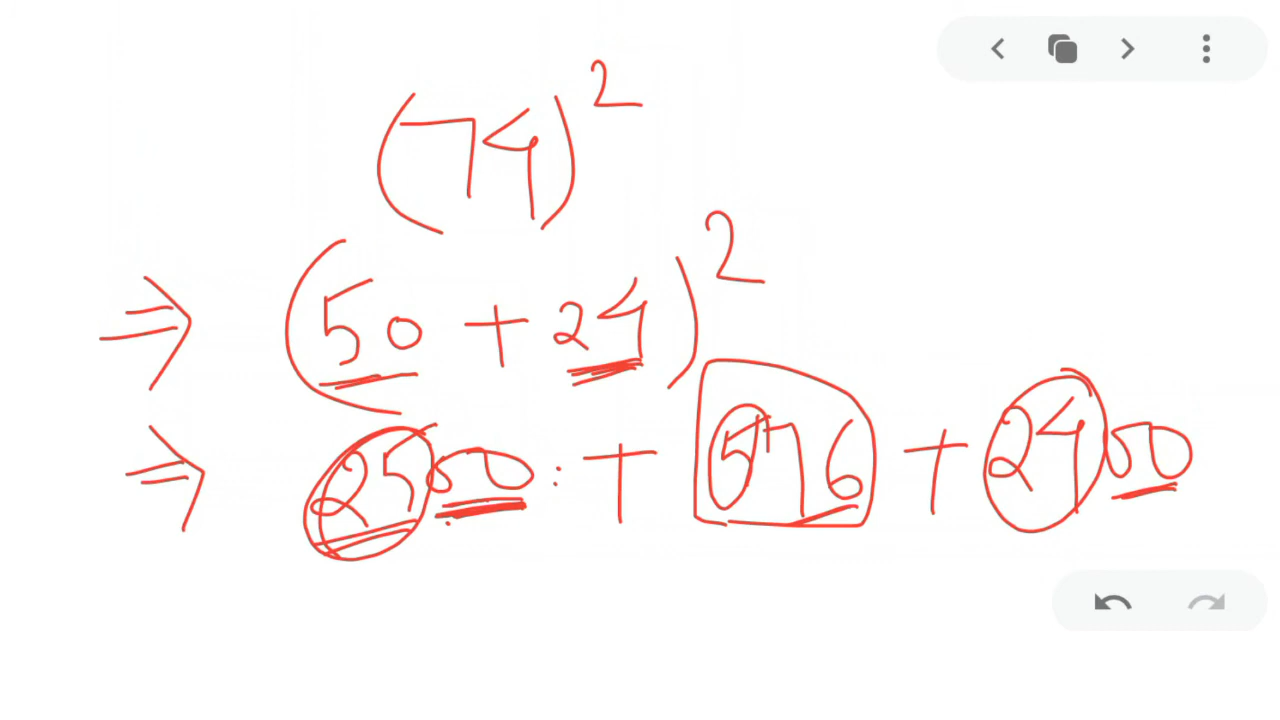 (74)²
⇒ (50 + 24)²
⇒ 2500 + 576 + 2400